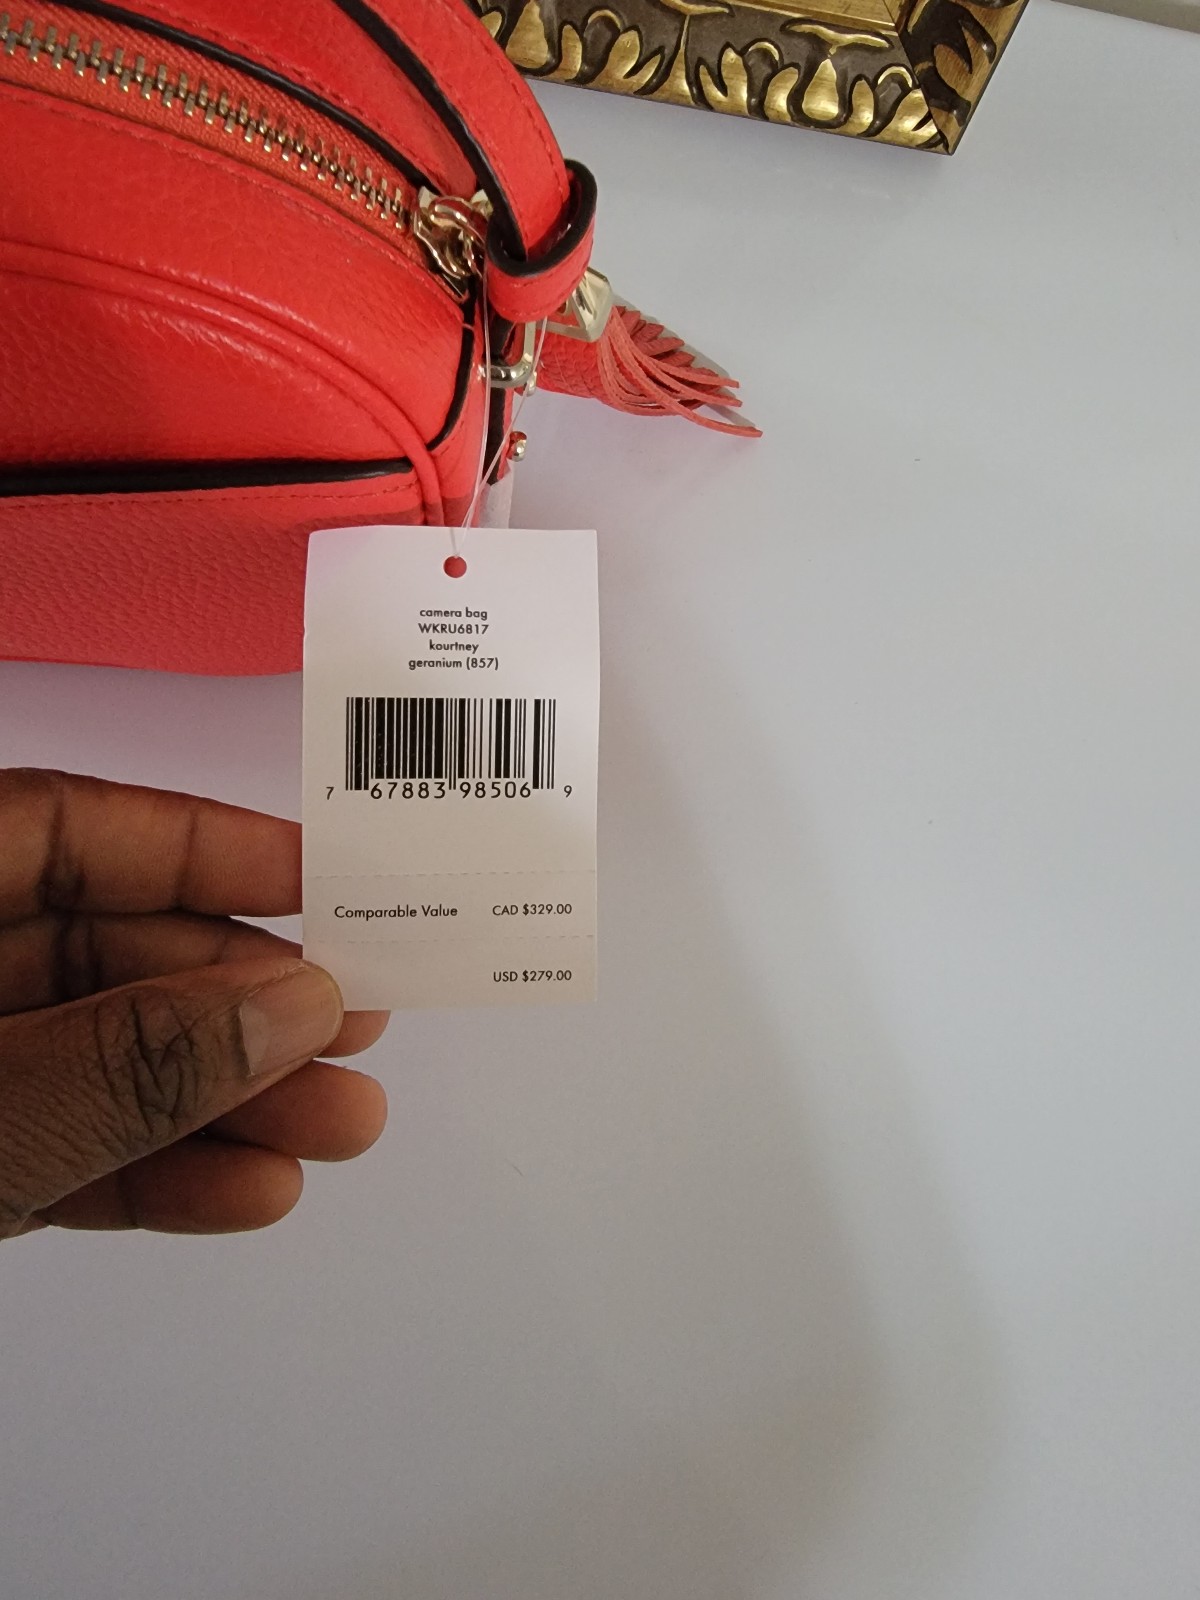 camera bag
WKRU6817
kourtney
geranium (857)
7 67883 98506 9
Comparable Value CAD $329.00
USD $279.00